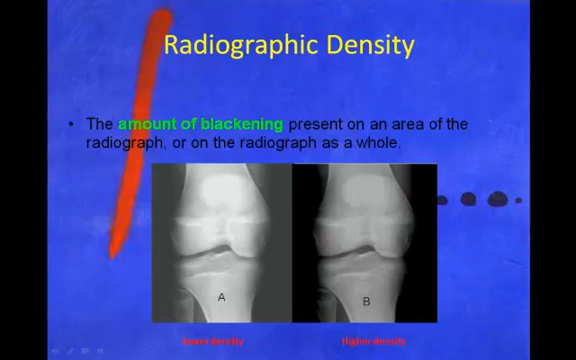 Radiographic Density
• The amount of blackening present on an area of the
radiograph, or on the radiograph as a whole.
A
B
lower density
Higher density